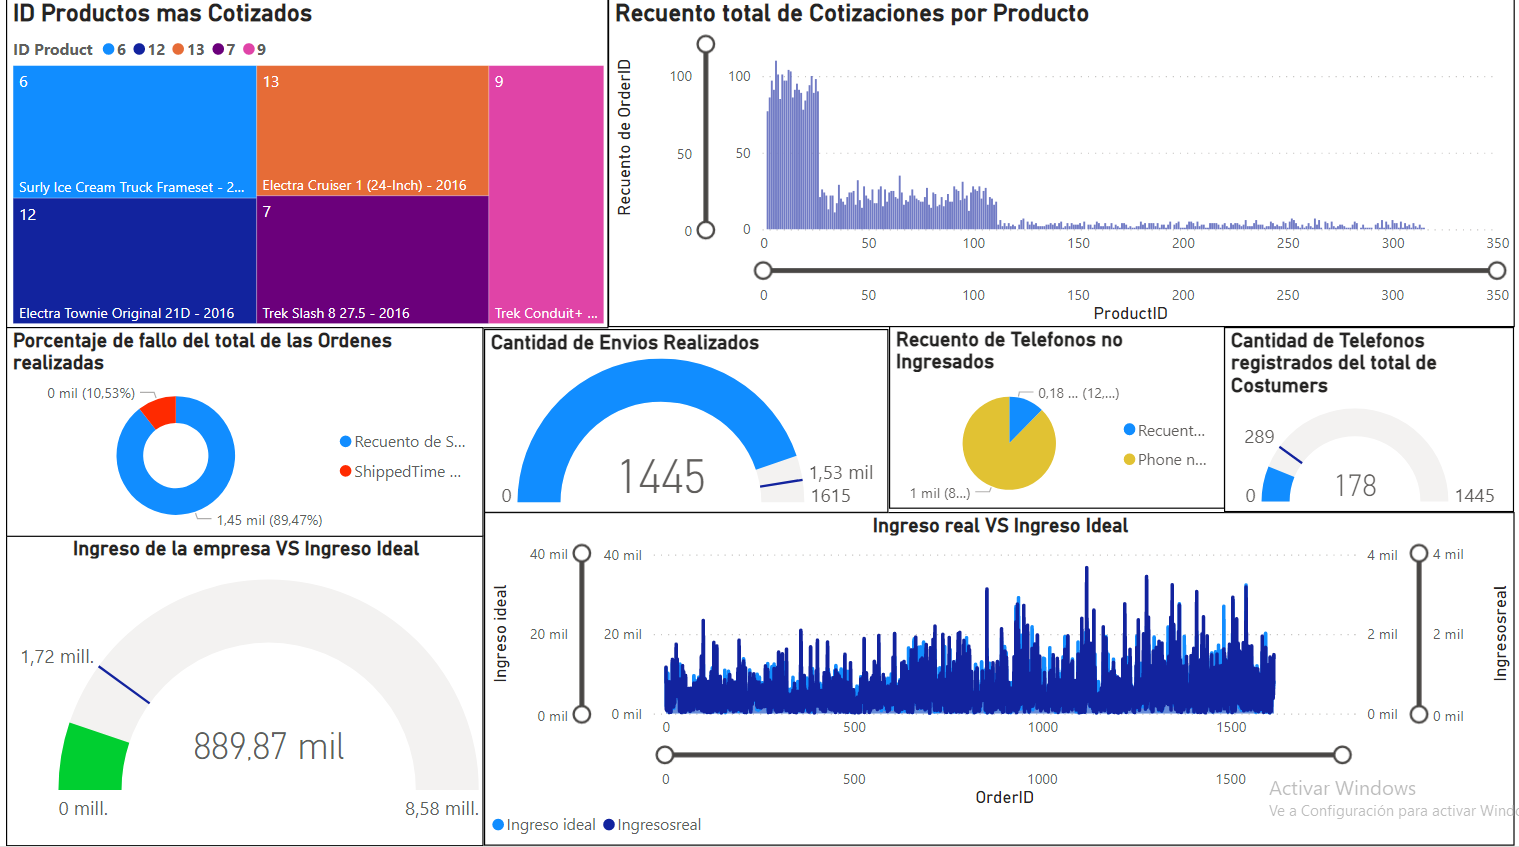 ID Productos mas Cotizados
ID Product 6 12 13 7 9
6
Surly Ice Cream Truck Frameset - 2...
13
Electra Cruiser 1 (24-Inch) - 2016
9
Trek Conduit+ ...
12
Electra Townie Original 21D - 2016
7
Trek Slash 8 27.5 - 2016
Recuento total de Cotizaciones por Producto
Recuento de OrderID
100
50
0
100
50
0
0 50 100 150 200 250 300 350
0 50 100 150 200 250 300 350
ProductID
Porcentaje de fallo del total de las Ordenes
realizadas
0 mil (10,53%)
1,45 mil (89,47%)
Recuento de S...
ShippedTime ...
Cantidad de Envios Realizados
0
1445
1,53 mil
1615
Recuento de Telefonos no
Ingresados
0,18 ... (12,...)
1 mil (8...)
Recuent...
Phone n...
Cantidad de Telefonos
registrados del total de
Costumers
289
0
178
1445
Ingreso de la empresa VS Ingreso Ideal
1,72 mill.
889,87 mil
0 mill.
8,58 mill.
Ingreso real VS Ingreso Ideal
Ingreso ideal
40 mil
20 mil
0 mil
40 mil
20 mil
0 mil
4 mil
2 mil
0 mil
4 mil
2 mil
0 mil
Ingresosreal
0 500 1000 1500
0 500 1000 1500
OrderID
Ingreso ideal Ingresosreal
Activar Windows
Ve a Configuración para activar Windo